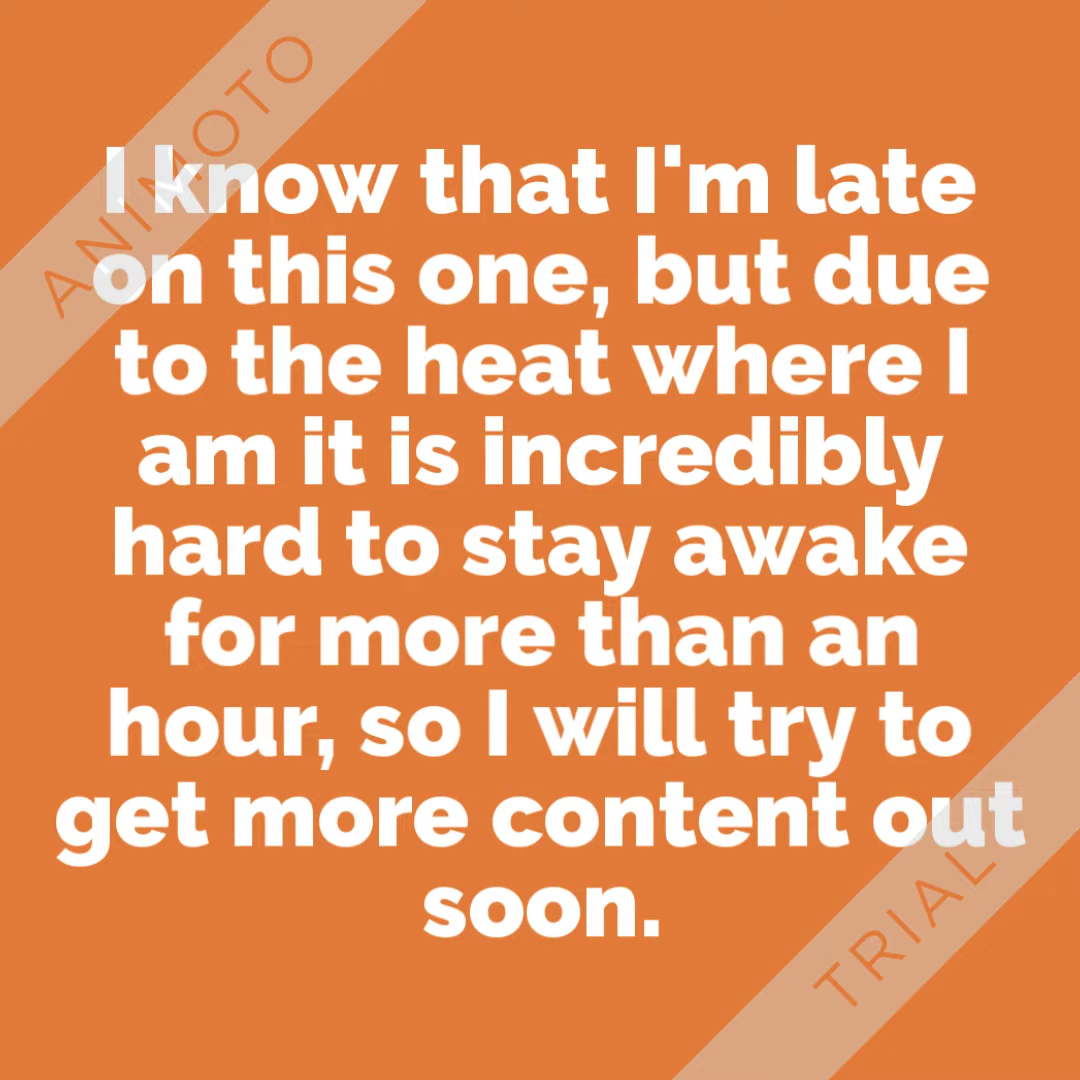 ANIMOTO
I know that I'm late
on this one, but due
to the heat where I
am it is incredibly
hard to stay awake
for more than an
hour, so I will try to
get more content out
soon.
TRIAL